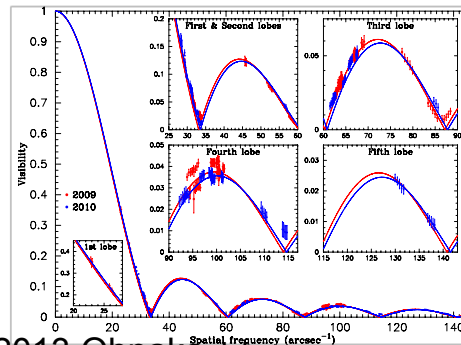 First & Second lobes
Third lobe
Fourth lobe
Fifth lobe
1st lobe
Visibility
2009
2010
Spatial frequency (arcsec⁻¹)
1
0.9
0.8
0.7
0.6
0.5
0.4
0.3
0.2
0.1
0
0 20 40 60 80 100 120 140
0.2
0.15
0.1
0.05
0
25 30 35 40 45 50 55 60
0.05
0
60 65 70 75 80 85 90
0.05
0.04
0.03
0.02
0.01
0
90 95 100 105 110 115
0.03
0.02
0.01
0
115 120 125 130 135 140
0.4
0.3
0.2
20 25